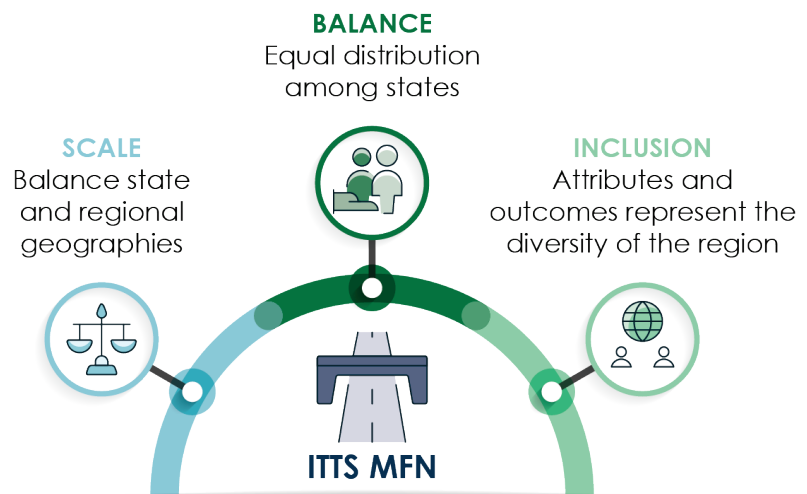 BALANCE
Equal distribution
among states
SCALE
Balance state
and regional
geographies
INCLUSION
Attributes and
outcomes represent the
diversity of the region
ITTS MFN